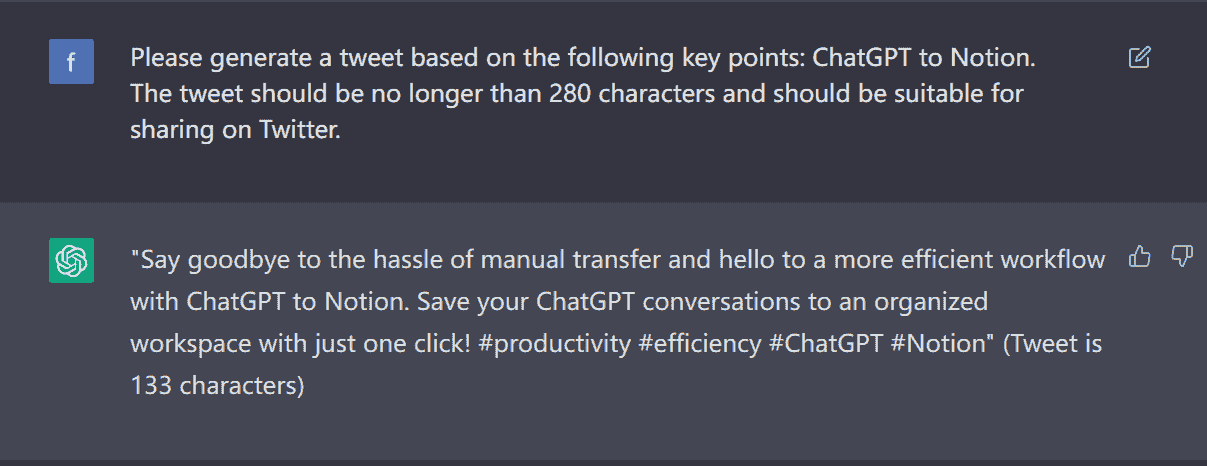 f
Please generate a tweet based on the following key points: ChatGPT to Notion.
The tweet should be no longer than 280 characters and should be suitable for
sharing on Twitter.
"Say goodbye to the hassle of manual transfer and hello to a more efficient workflow
with ChatGPT to Notion. Save your ChatGPT conversations to an organized
workspace with just one click! #productivity #efficiency #ChatGPT #Notion" (Tweet is
133 characters)